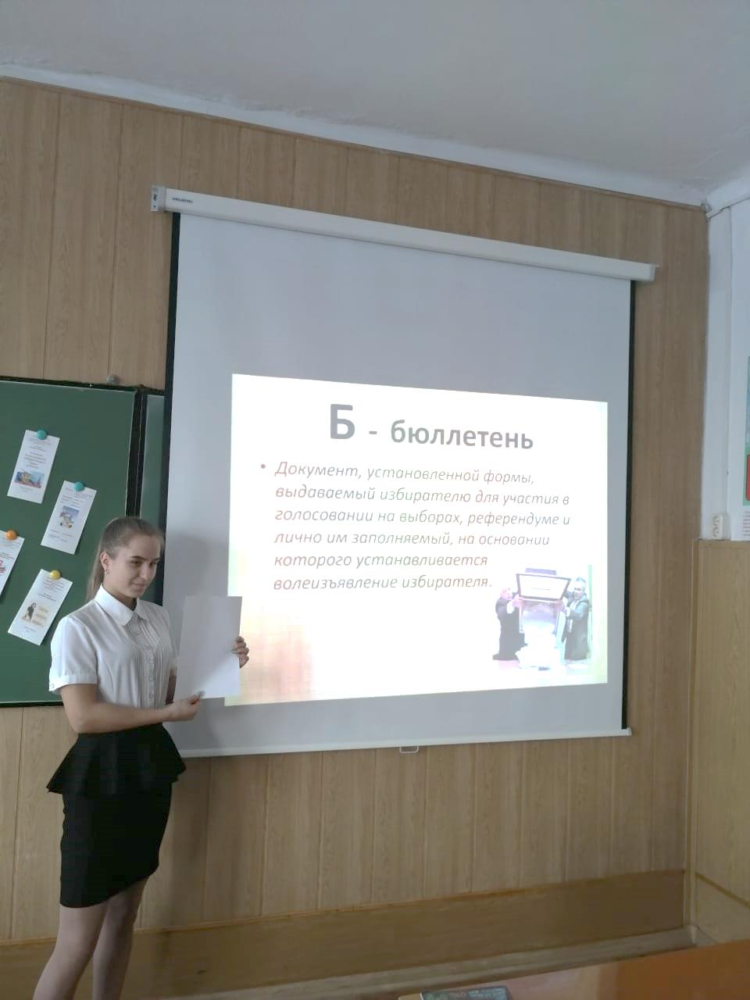 Б - бюллетень
• Документ, установленной формы,
выдаваемый избирателю для участия в
голосовании на выборах, референдуме и
лично им заполняемый, на основании
которого устанавливается
волеизъявление избирателя.